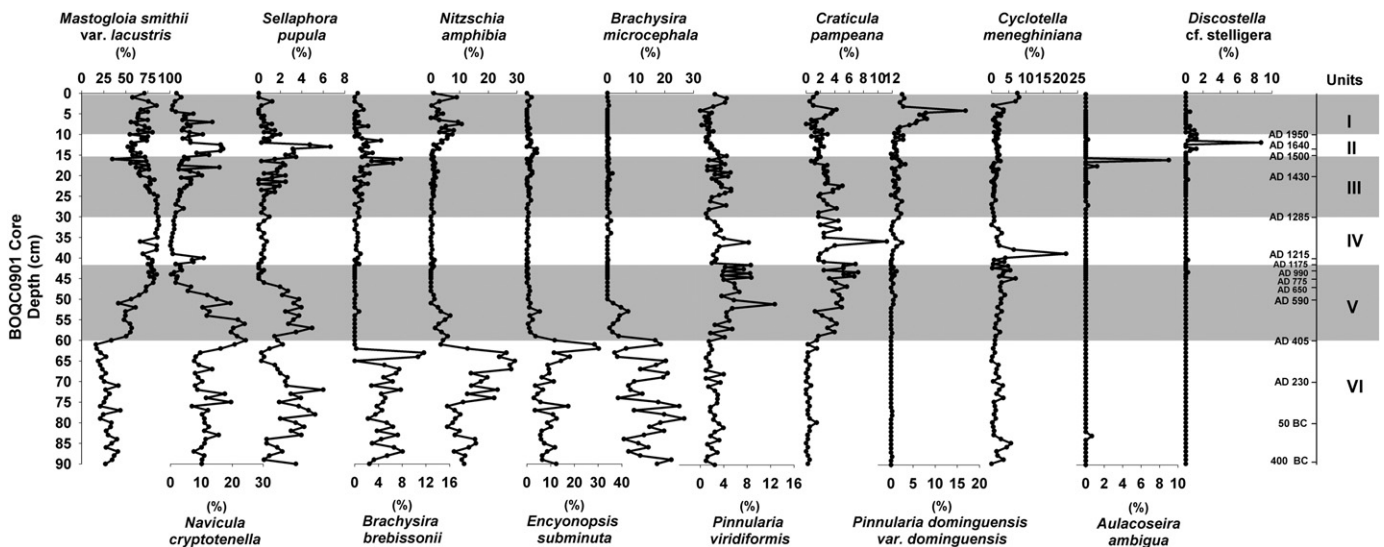 Mastogloia smithii
var. lacustris
(%)
Sellaphora
pupula
(%)
Nitzschia
amphibia
(%)
Brachysira
microcephala
(%)
Craticula
pampeana
(%)
Cyclotella
meneghiniana
(%)
Discostella
cf. stelligera
(%)
0 25 50 75 100
0 2 4 6 8
0 10 20 30
0 10 20 30
0 2 4 6 8 10 12
0 5 10 15 20 25
0 2 4 6 8 10
Units
BOQC0901 Core
Depth (cm)
0
5
10
15
20
25
30
35
40
45
50
55
60
65
70
75
80
85
90
AD 1950
AD 1640
AD 1500
AD 1430
AD 1285
AD 1215
AD 1175
AD 990
AD 775
AD 650
AD 590
AD 405
AD 230
50 BC
400 BC
I
II
III
IV
V
VI
0 10 20 30
0 4 8 12 16
0 10 20 30 40
0 4 8 12 16
0 5 10 15 20
0 2 4 6 8 10
(%)
Navicula
cryptotenella
(%)
Brachysira
brebissonii
(%)
Encyonopsis
subminuta
(%)
Pinnularia
viridiformis
(%)
Pinnularia dominguensis
var. dominguensis
(%)
Aulacoseira
ambigua